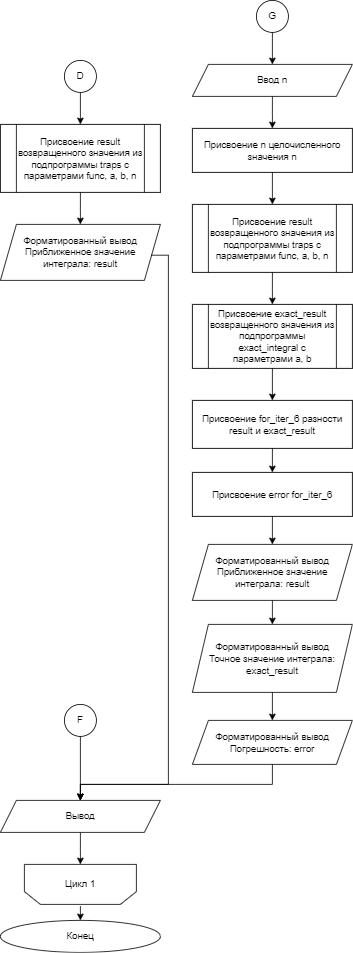 D
Присвоение result
возвращенного значения из
подпрограммы traps с
параметрами func, a, b, n
Форматированный вывод
Приближенное значение
интеграла: result
G
Ввод n
Присвоение n целочисленного
значения n
Присвоение result
возвращенного значения из
подпрограммы traps с
параметрами func, a, b, n
Присвоение exact_result
возвращенного значения из
подпрограммы
exact_integral с
параметрами a, b
Присвоение for_iter_6 разности
result и exact_result
Присвоение error for_iter_6
Форматированный вывод
Приближенное значение
интеграла: result
Форматированный вывод
Точное значение интеграла:
exact_result
Форматированный вывод
Погрешность: error
F
Вывод
Цикл 1
Конец